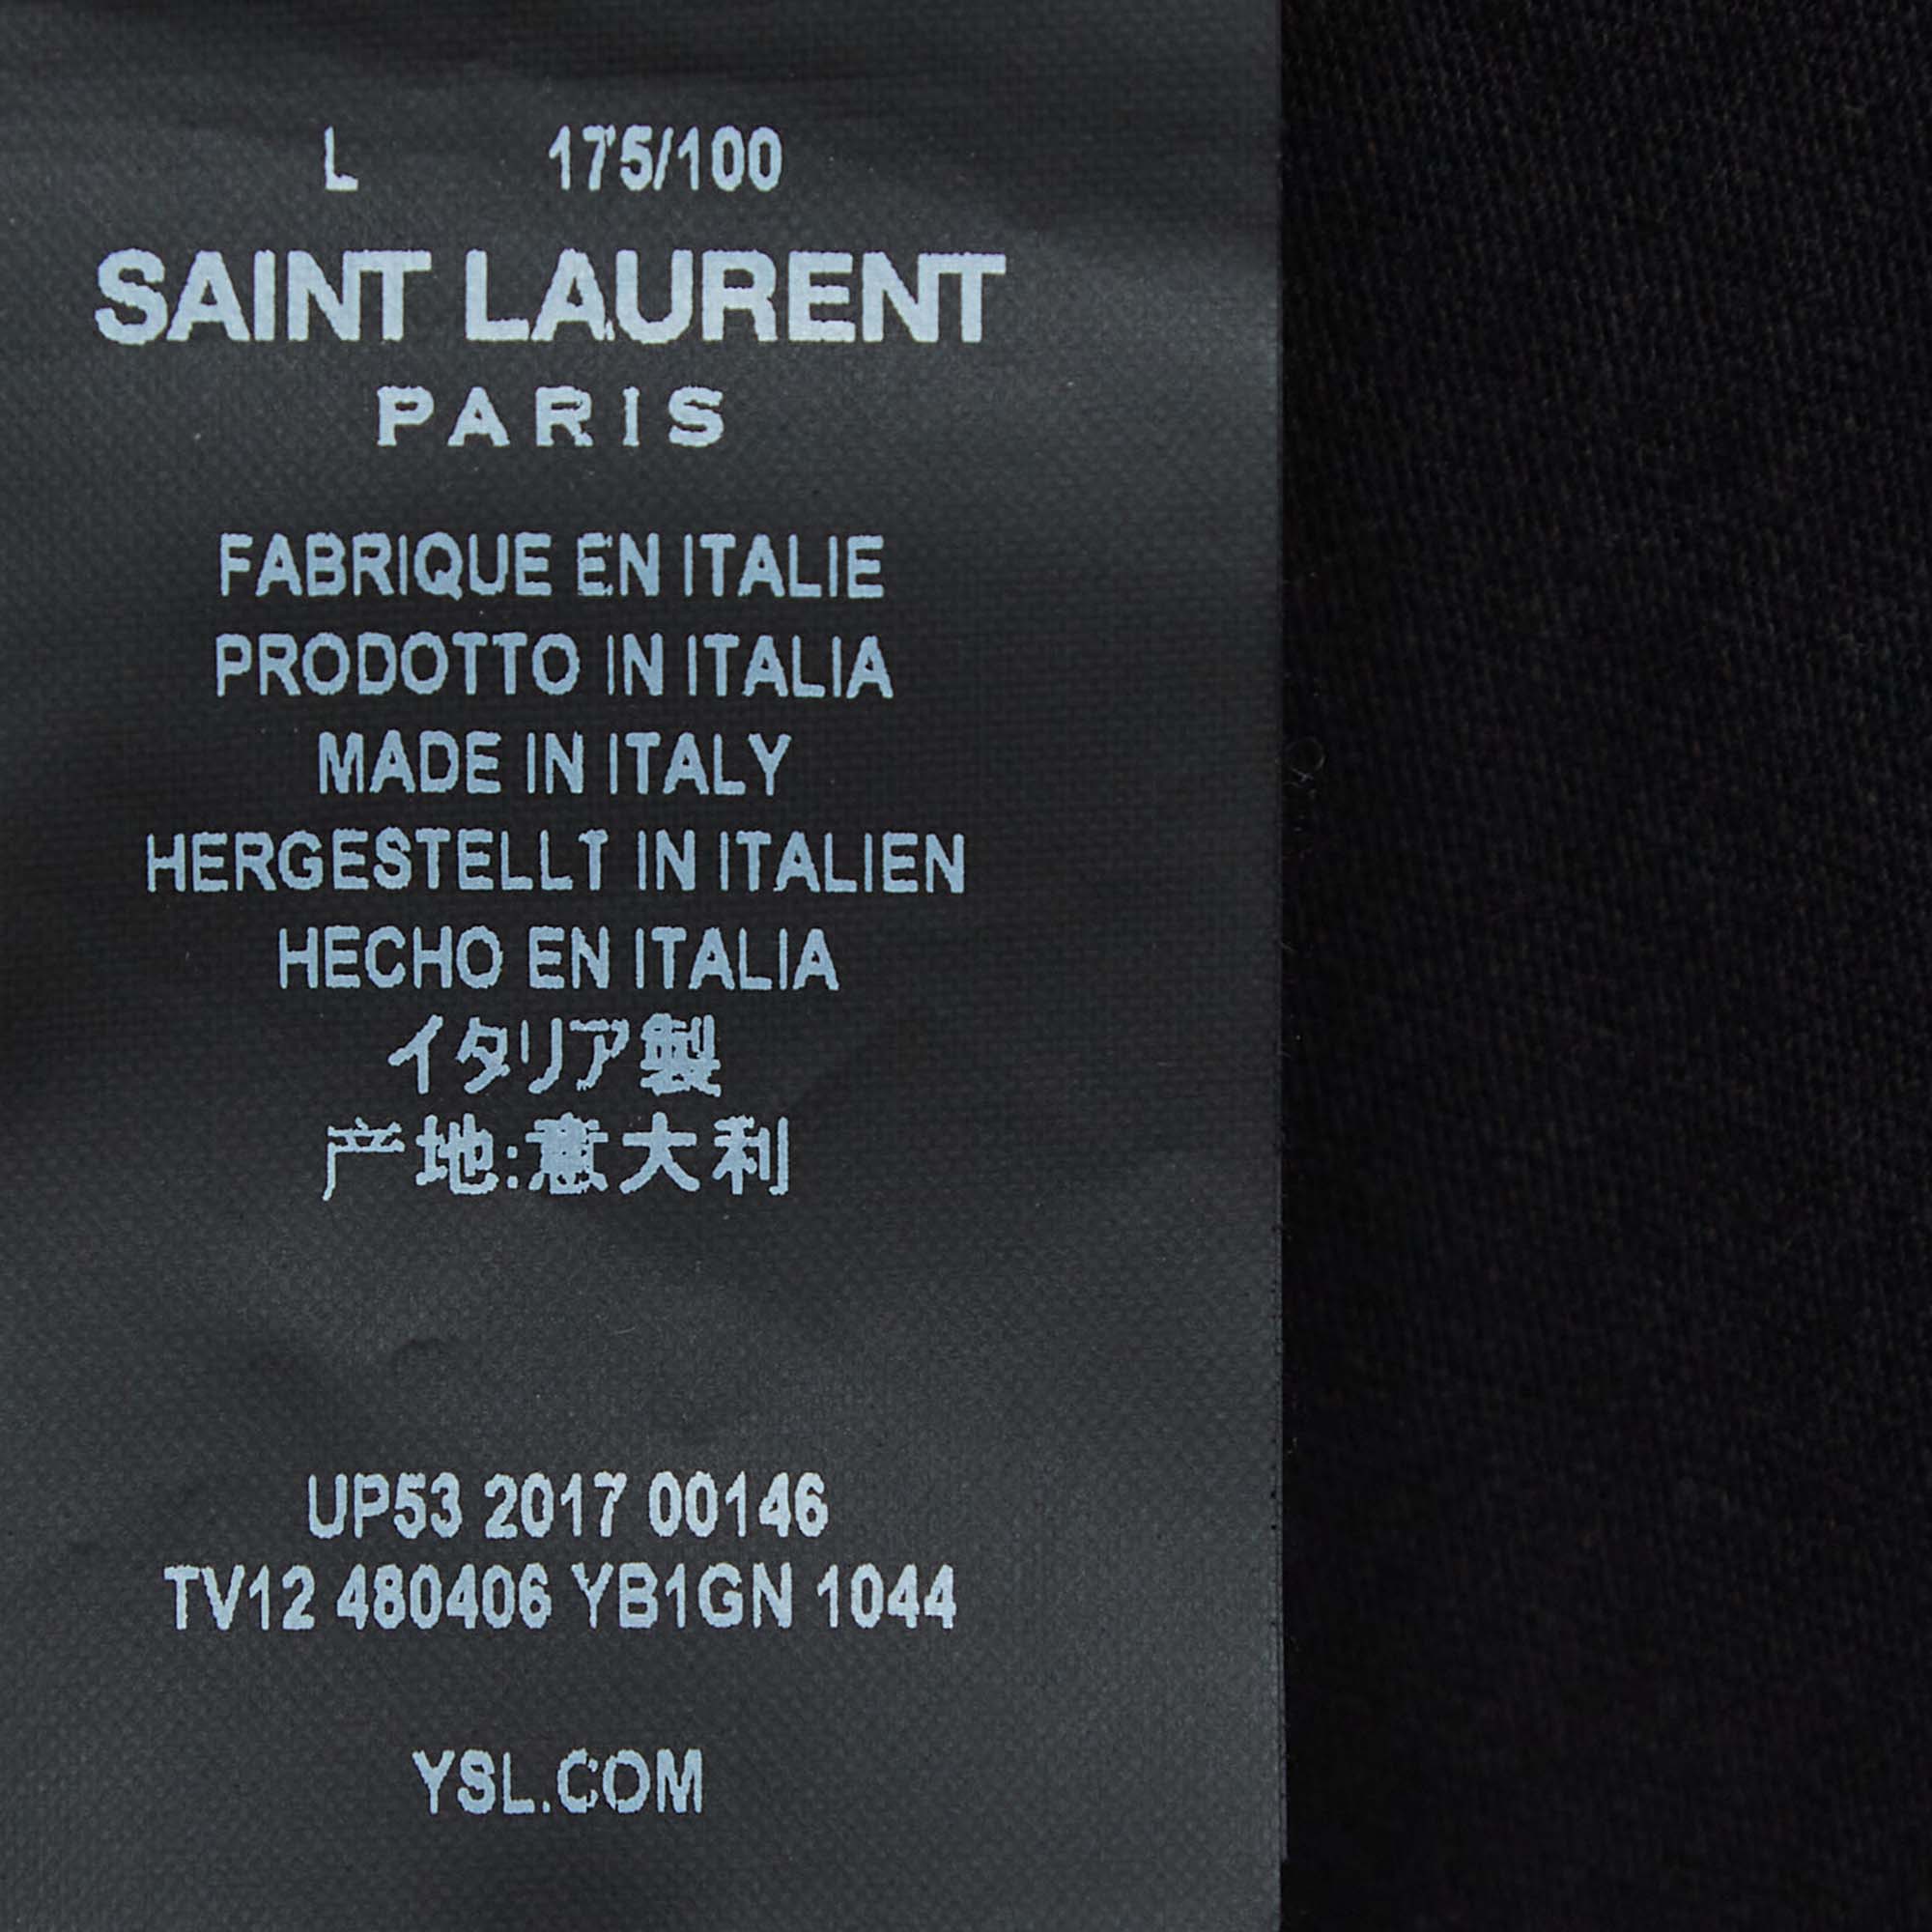 L 175/100
SAINT LAURENT
PARIS
FABRIQUE EN ITALIE
PRODOTTO IN ITALIA
MADE IN ITALY
HERGESTELLT IN ITALIEN
HECHO EN ITALIA
イタリア製
产地:意大利
UP53 2017 00146
TV12 480406 YB1GN 1044
YSL.COM